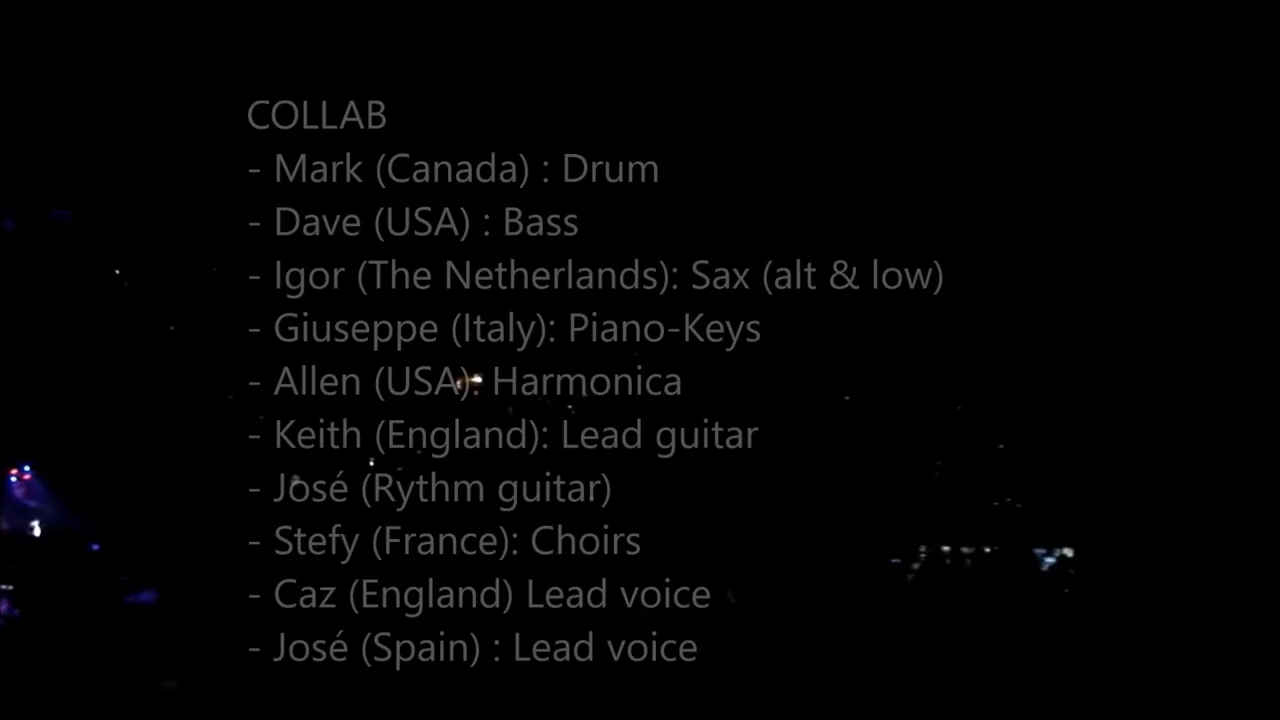 COLLAB
- Mark (Canada) : Drum
- Dave (USA) : Bass
- Igor (The Netherlands): Sax (alt & low)
- Giuseppe (Italy): Piano-Keys
- Allen (USA): Harmonica
- Keith (England): Lead guitar
- José (Rythm guitar)
- Stefy (France): Choirs
- Caz (England) Lead voice
- José (Spain) : Lead voice